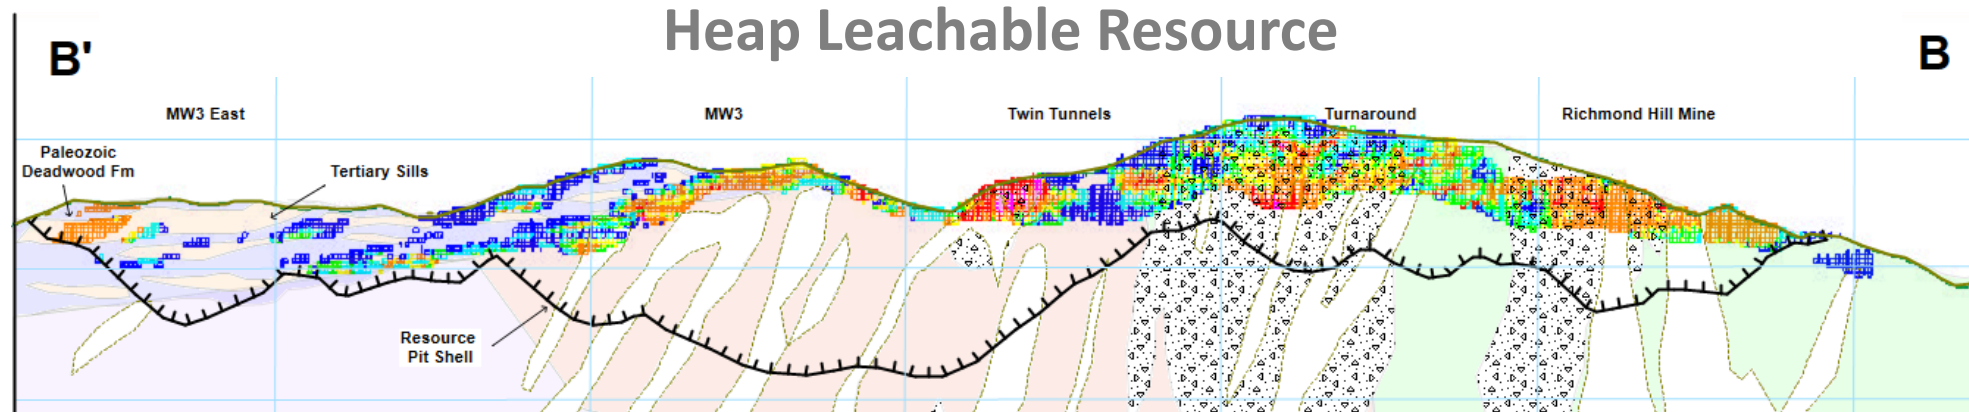 Heap Leachable Resource
B'
B
MW3 East
MW3
Twin Tunnels
Turnaround
Richmond Hill Mine
Paleozoic
Deadwood Fm
Tertiary Sills
Resource
Pit Shell